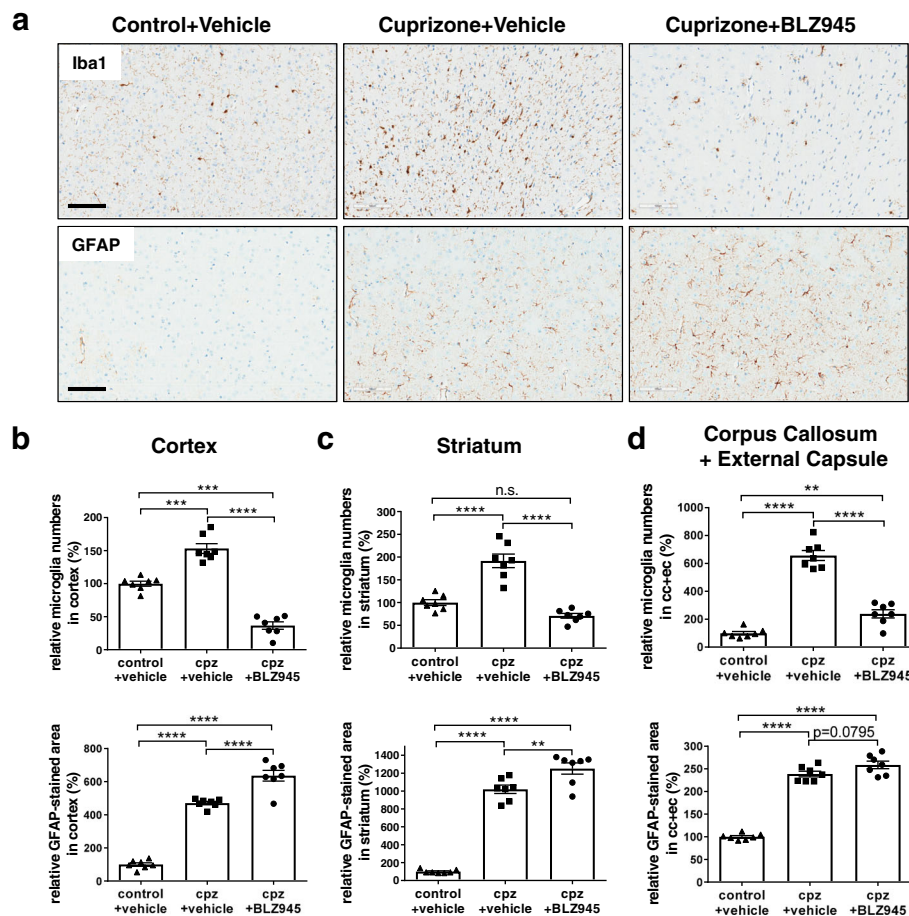 a
Control+Vehicle
Cuprizone+Vehicle
Cuprizone+BLZ945
Iba1
GFAP
b
Cortex
relative microglia numbers
in cortex (%)
200
150
100
50
0
***
***
****
control
+vehicle
cpz
+vehicle
cpz
+BLZ945
relative GFAP-stained area
in cortex (%)
800
600
400
200
0
****
****
****
control
+vehicle
cpz
+vehicle
cpz
+BLZ945
c
Striatum
relative microglia numbers
in striatum (%)
300
250
200
150
100
50
0
n.s.
****
****
control
+vehicle
cpz
+vehicle
cpz
+BLZ945
relative GFAP-stained area
in striatum (%)
1400
1200
1000
800
600
400
200
0
****
****
**
control
+vehicle
cpz
+vehicle
cpz
+BLZ945
d
Corpus Callosum
+ External Capsule
relative microglia numbers
in cc+ec (%)
1000
800
600
400
200
0
**
****
****
control
+vehicle
cpz
+vehicle
cpz
+BLZ945
relative GFAP-stained area
in cc+ec (%)
300
250
200
150
100
50
0
****
****
p=0.0795
control
+vehicle
cpz
+vehicle
cpz
+BLZ945